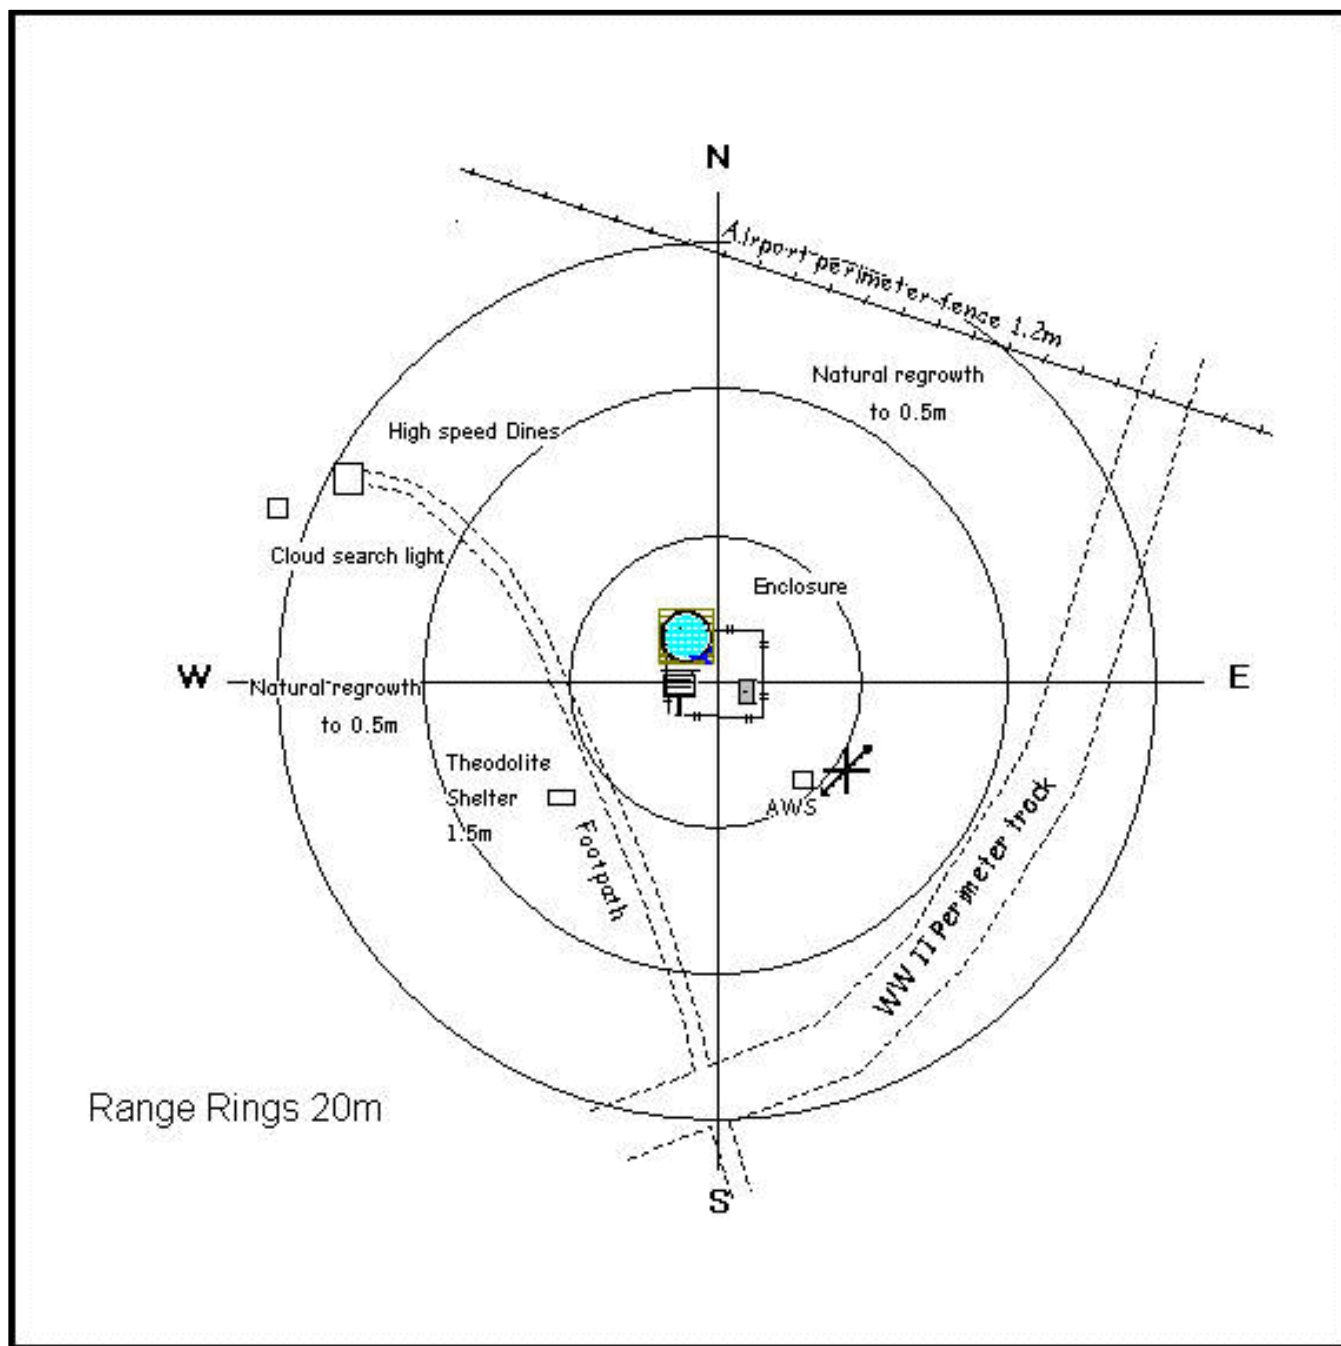 N
Airport perimeter fence 1.2m
Natural regrowth
to 0.5m
High speed Dines
Cloud search light
Enclosure
W
E
Natural regrowth
to 0.5m
Theodolite
Shelter
1.5m
AWS
Footpath
WW II Perimeter track
Range Rings 20m
S